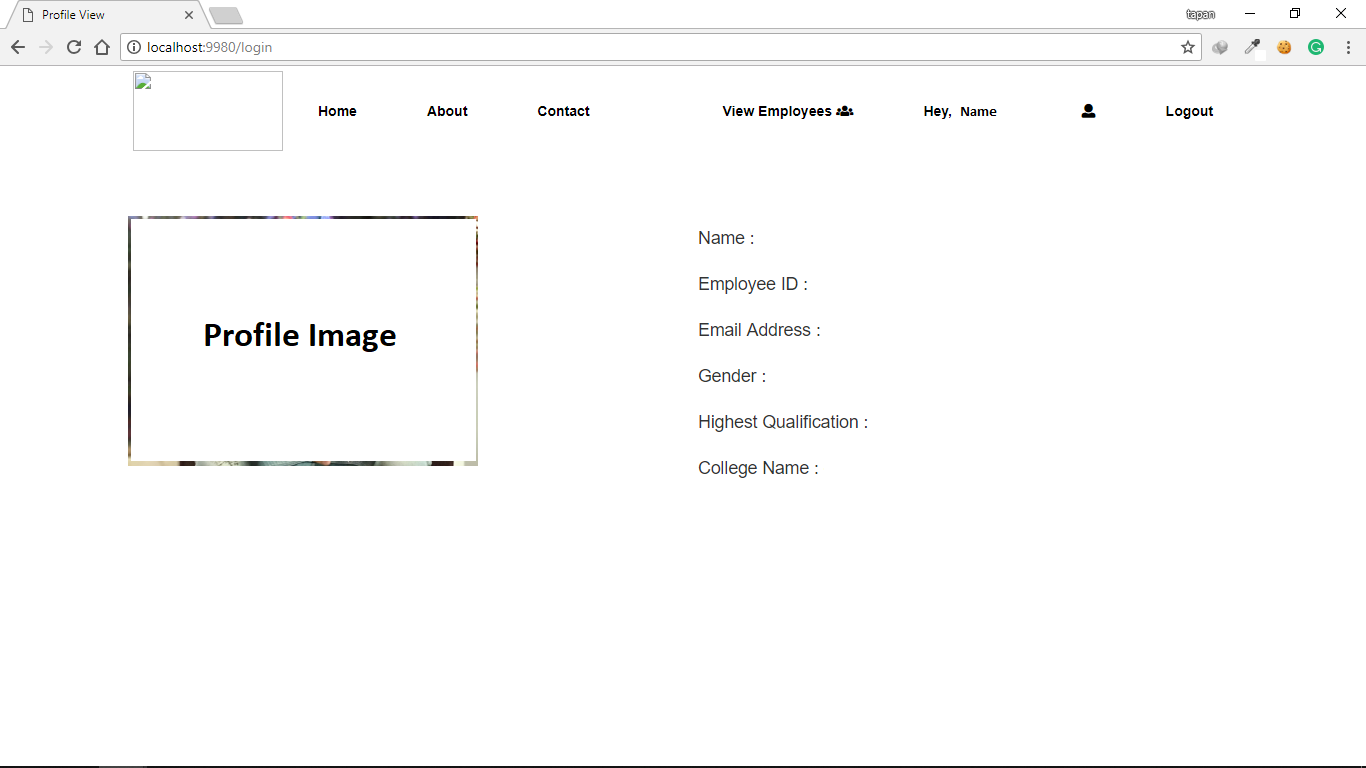 Profile View
tapan
localhost:9980/login
Home About Contact View Employees Hey, Name Logout
Profile Image
Name :
Employee ID :
Email Address :
Gender :
Highest Qualification :
College Name :